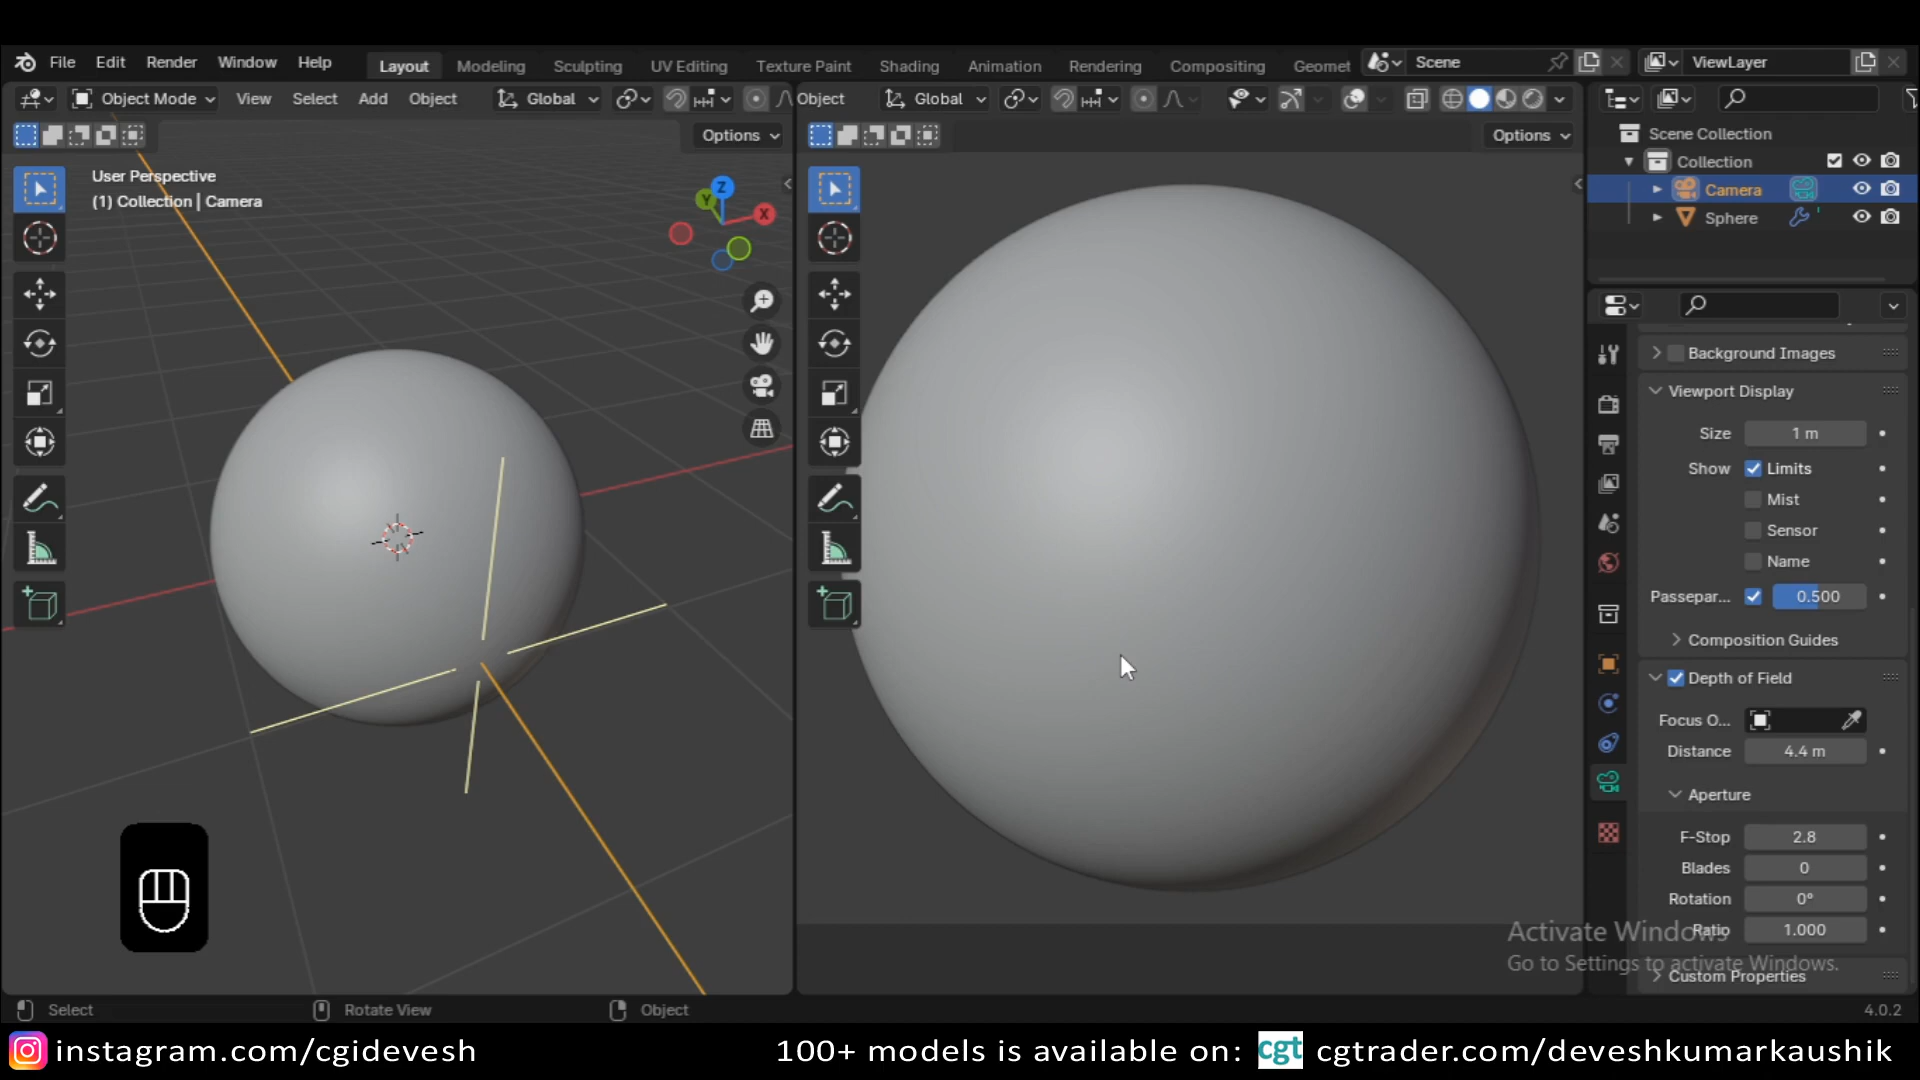 File Edit Render Window Help Layout Modeling Sculpting UV Editing Texture Paint Shading Animation Rendering Compositing Geomet Scene ViewLayer
Object Mode View Select Add Object Global Object Global
Options Options
User Perspective
(1) Collection | Camera
Z
Y
X
Scene Collection
Collection
Camera
Sphere
Background Images
Viewport Display
Size 1 m
Show Limits
Mist
Sensor
Name
Passepar... 0.500
Composition Guides
Depth of Field
Focus O...
Distance 4.4 m
Aperture
F-Stop 2.8
Blades 0
Rotation 0°
Ratio 1.000
Custom Properties
Activate Windows
Go to Settings to activate Windows.
Select Rotate View Object 4.0.2
instagram.com/cgidevesh 100+ models is available on: cgt cgtrader.com/deveshkumarkaushik